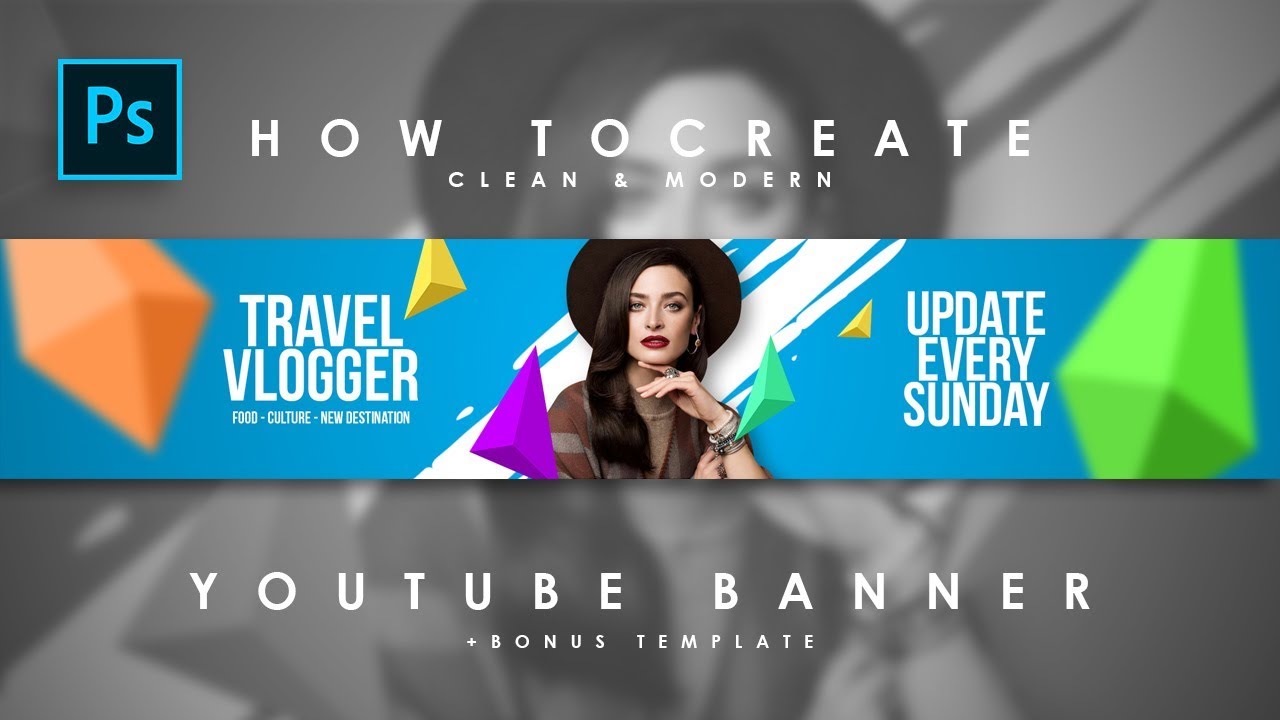 Ps
HOW TOCREATE
CLEAN & MODERN
TRAVEL
VLOGGER
FOOD - CULTURE - NEW DESTINATION
UPDATE
EVERY
SUNDAY
YOUTUBE BANNER
+BONUS TEMPLATE